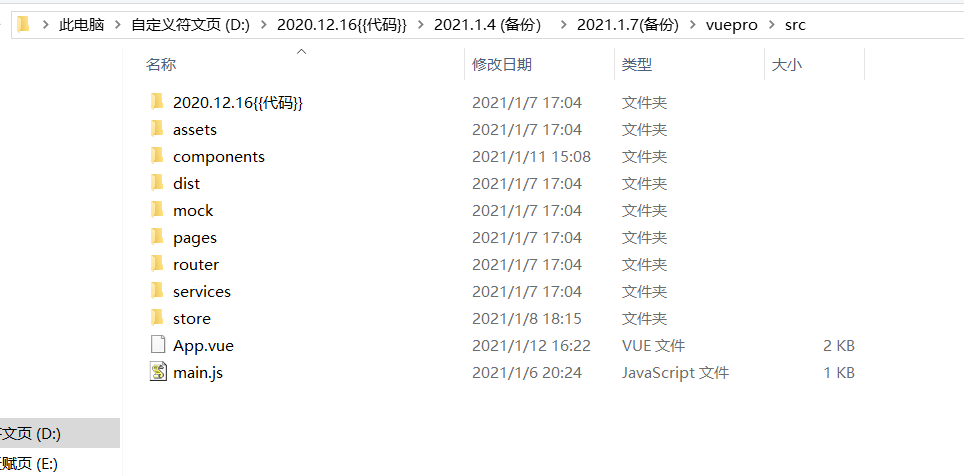 此电脑 > 自定义符文页 (D:) > 2020.12.16{{代码}} > 2021.1.4 (备份) > 2021.1.7(备份) > vuepro > src
名称 修改日期 类型 大小
2020.12.16{{代码}} 2021/1/7 17:04 文件夹
assets 2021/1/7 17:04 文件夹
components 2021/1/11 15:08 文件夹
dist 2021/1/7 17:04 文件夹
mock 2021/1/7 17:04 文件夹
pages 2021/1/7 17:04 文件夹
router 2021/1/7 17:04 文件夹
services 2021/1/7 17:04 文件夹
store 2021/1/8 18:15 文件夹
App.vue 2021/1/12 16:22 VUE 文件 2 KB
main.js 2021/1/6 20:24 JavaScript 文件 1 KB
文页 (D:)
赋页 (E:)